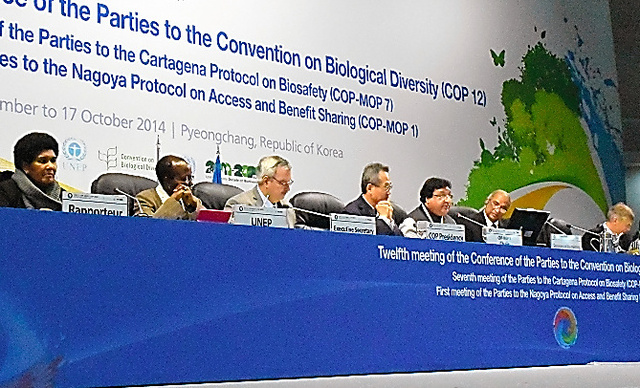 ce of the Parties to the Convention on Biological Diversity (COP 12)
of the Parties to the Cartagena Protocol on Biosafety (COP-MOP 7)
es to the Nagoya Protocol on Access and Benefit Sharing (COP-MOP 1)
mber to 17 October 2014 | Pyeongchang, Republic of Korea
UNEP
Convention on
Biological Diver
Rapporteur
UNEP
Executive Secretary
COP Presidency
Twelfth meeting of the Conference of the Parties to the Convention on Biolo
Seventh meeting of the Parties to the Cartagena Protocol on Biosafety (COP-
First meeting of the Parties to the Nagoya Protocol on Access and Benefit Sharing